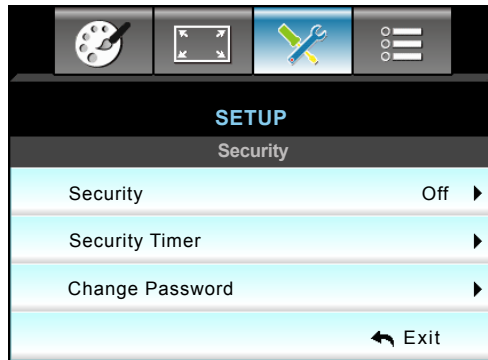 SETUP
Security
Security Off
Security Timer
Change Password
Exit